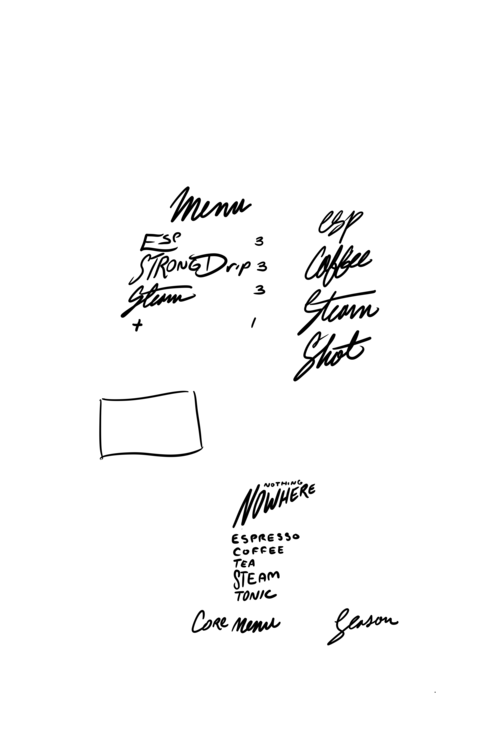 Menu
ESP 3
STRONG Drip 3
Steam 3
+ 1
esp
Coffee
Steam
Shot
NOTHING
NOWHERE
ESPRESSO
COFFEE
TEA
STEAM
TONIC
CORE MENU
Season